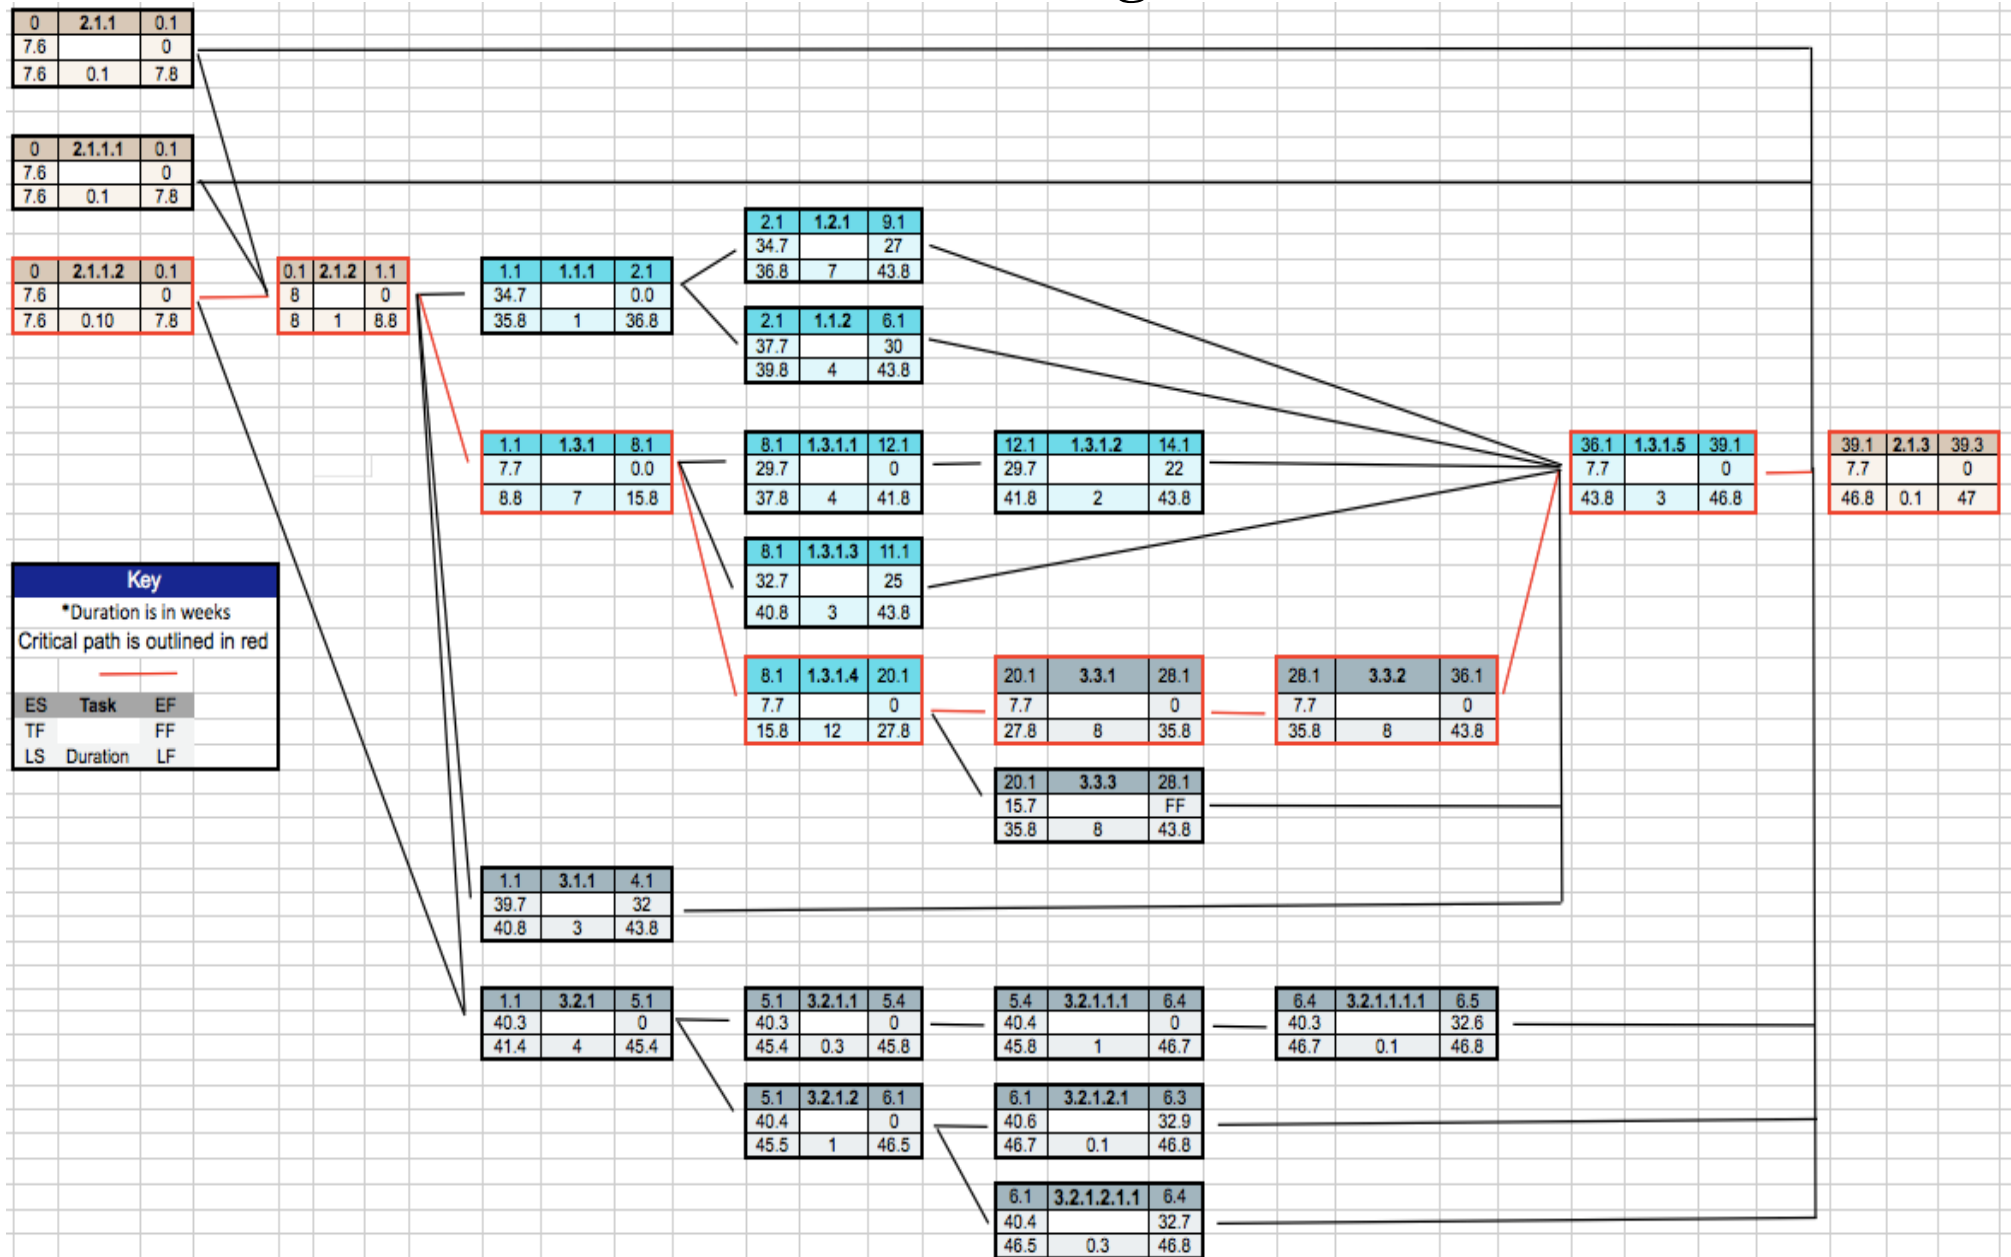 0 2.1.1 0.1
7.6 0
7.6 0.1 7.8
0 2.1.1.1 0.1
7.6 0
7.6 0.1 7.8
0 2.1.1.2 0.1
7.6 0
7.6 0.10 7.8
0.1 2.1.2 1.1
8 0
8 1 8.8
1.1 1.1.1 2.1
34.7 0.0
35.8 1 36.8
2.1 1.2.1 9.1
34.7 27
36.8 7 43.8
2.1 1.1.2 6.1
37.7 30
39.8 4 43.8
1.1 1.3.1 8.1
7.7 0.0
8.8 7 15.8
8.1 1.3.1.1 12.1
29.7 0
37.8 4 41.8
12.1 1.3.1.2 14.1
29.7 22
41.8 2 43.8
36.1 1.3.1.5 39.1
7.7 0
43.8 3 46.8
39.1 2.1.3 39.3
7.7 0
46.8 0.1 47
8.1 1.3.1.3 11.1
32.7 25
40.8 3 43.8
Key
*Duration is in weeks
Critical path is outlined in red
ES Task EF
TF FF
LS Duration LF
8.1 1.3.1.4 20.1
7.7 0
15.8 12 27.8
20.1 3.3.1 28.1
7.7 0
27.8 8 35.8
28.1 3.3.2 36.1
7.7 0
35.8 8 43.8
20.1 3.3.3 28.1
15.7 FF
35.8 8 43.8
1.1 3.1.1 4.1
39.7 32
40.8 3 43.8
1.1 3.2.1 5.1
40.3 0
41.4 4 45.4
5.1 3.2.1.1 5.4
40.3 0
45.4 0.3 45.8
5.4 3.2.1.1.1 6.4
40.4 0
45.8 1 46.7
6.4 3.2.1.1.1.1 6.5
40.3 32.6
46.7 0.1 46.8
5.1 3.2.1.2 6.1
40.4 0
45.5 1 46.5
6.1 3.2.1.2.1 6.3
40.6 32.9
46.7 0.1 46.8
6.1 3.2.1.2.1.1 6.4
40.4 32.7
46.5 0.3 46.8